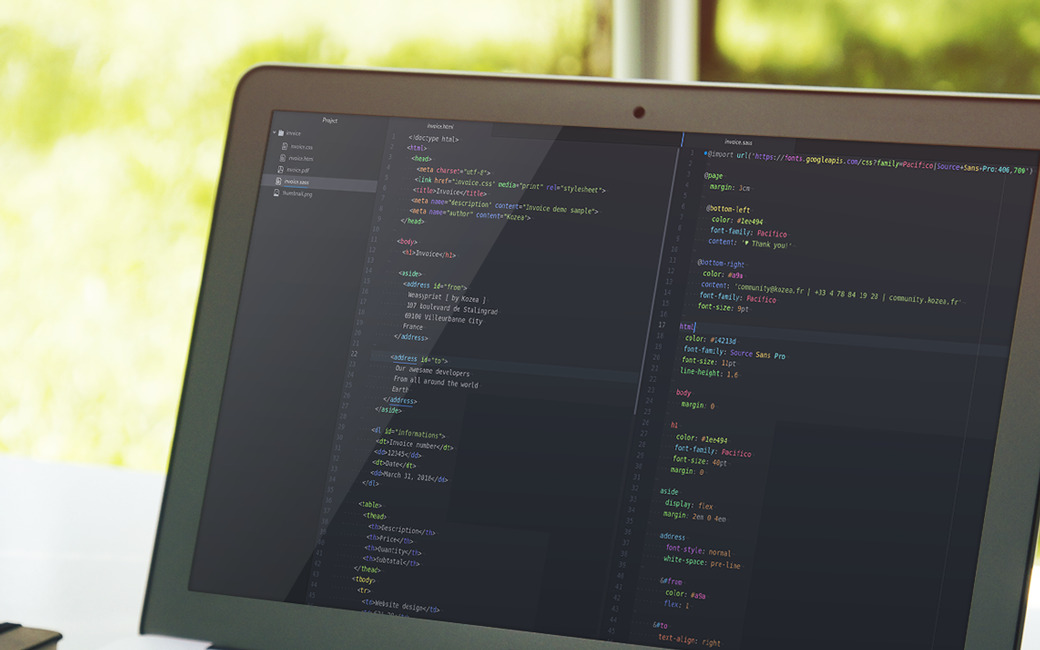 Project
invoice
invoice.css
invoice.html
invoice.pdf
invoice.sass
thumbnail.png
invoice.html
<!doctype html>
<html>
<head>
<meta charset="utf-8">
<link href="invoice.css" media="print" rel="stylesheet">
<title>Invoice</title>
<meta name="description" content="Invoice demo sample">
<meta name="author" content="Kozea">
</head>
<body>
<h1>Invoice</h1>
<aside>
<address id="from">
Weasyprint [ by Kozea ]
107 Boulevard de Stalingrad
69100 Villeurbanne City
France
</address>
<address id="to">
Our awesome developers
From all around the world
Earth
</address>
</aside>
<dl id="informations">
<dt>Invoice number</dt>
<dd>12345</dd>
<dt>Date</dt>
<dd>March 31, 2016</dd>
</dl>
<table>
<thead>
<th>Description</th>
<th>Price</th>
<th>Quantity</th>
<th>Subtotal</th>
</thead>
<tbody>
<tr>
<td>Website design</td>
invoice.sass
@import url('https://fonts.googleapis.com/css?family=Pacifico|Source+Sans+Pro:400,700')
@page
margin: 3cm
@bottom-left
color: #1ee494
font-family: Pacifico
content: '♥ Thank you!'
@bottom-right
color: #a9a
content: 'community@kozea.fr | +33 4 78 84 19 20 | community.kozea.fr'
font-family: Pacifico
font-size: 9pt
html
color: #14213d
font-family: Source Sans Pro
font-size: 11pt
line-height: 1.6
body
margin: 0
h1
color: #1ee494
font-family: Pacifico
font-size: 40pt
margin: 0
aside
display: flex
margin: 2em 0 4em
address
font-style: normal
white-space: pre-line
&#from
color: #a9a
flex: 1
&#to
text-align: right